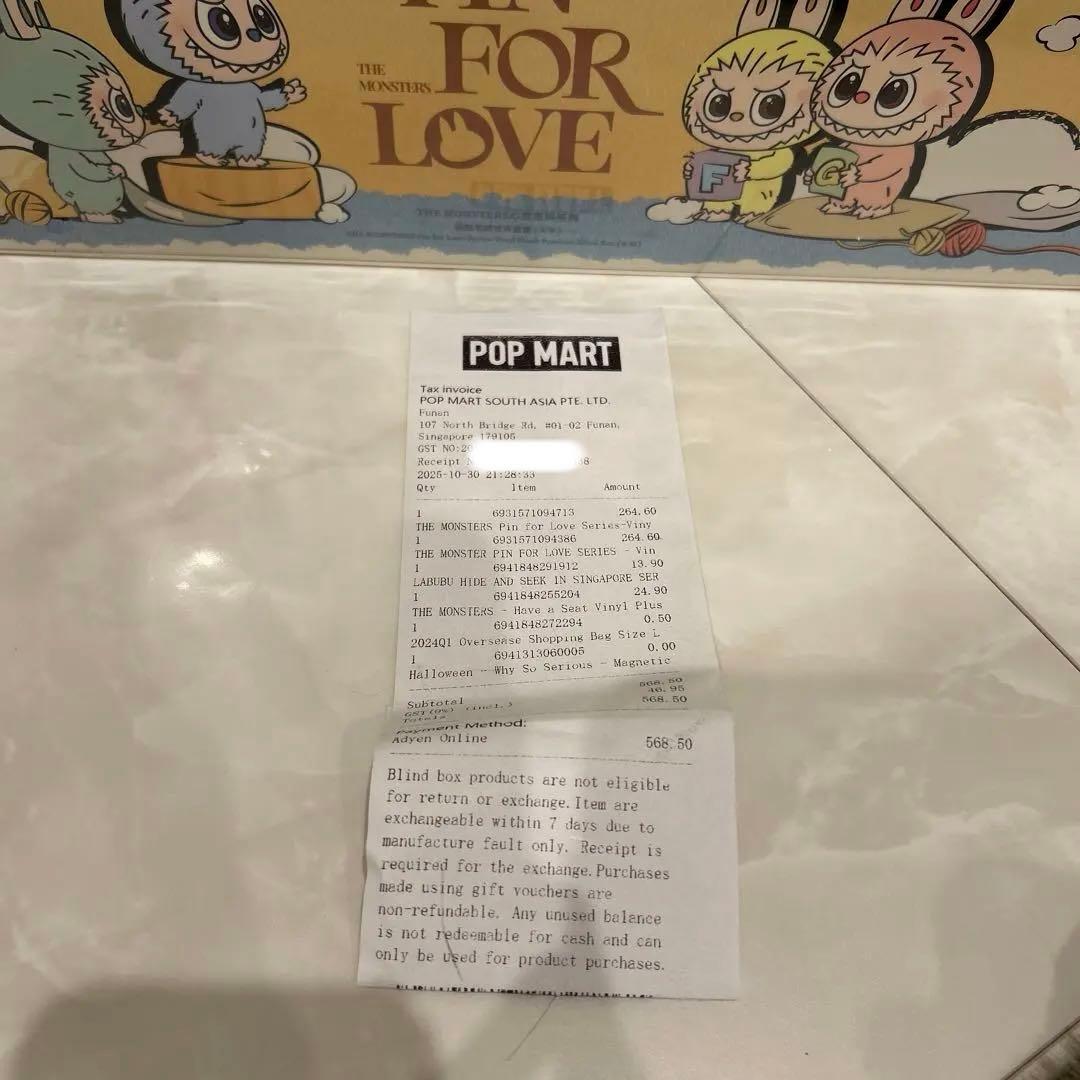 FOR
THE
MONSTERS
LOVE
F
G
POP MART
Tax invoice
POP MART SOUTH ASIA PTE. LTD.
Funan
107 North Bridge Rd, #01-02 Funan,
Singapore 179105
GST NO:20
Receipt 8
2025-10-30 21:28:33
Qty Item Amount
1 6931571094713 264.60
THE MONSTERS Pin for Love Series-Viny
1 6931571094386 264.60
THE MONSTER PIN FOR LOVE SERIES - Vin
1 6941848291912 13.90
LABUBU HIDE AND SEEK IN SINGAPORE SER
1 6941848255204 24.90
THE MONSTERS - Have a Seat Vinyl Plus
1 6941848272294 0.50
2024Q1 Oversease Shopping Bag Size L
1 6941313060005 0.00
Halloween - Why So Serious - Magnetic
Subtotal 568.50
GST(9%) (incl.) 46.95
Totals 568.50
Payment Method:
Adyen Online 568.50
Blind box products are not eligible
for return or exchange. Item are
exchangeable within 7 days due to
manufacture fault only. Receipt is
required for the exchange. Purchases
made using gift vouchers are
non-refundable. Any unused balance
is not redeemable for cash and can
only be used for product purchases.